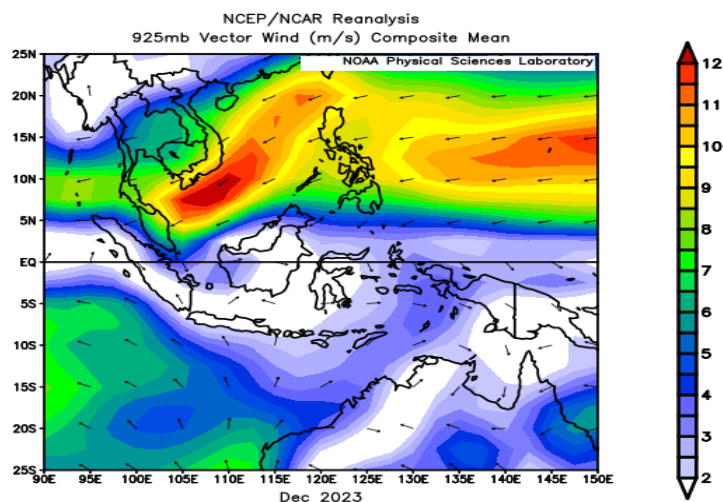 NCEP/NCAR Reanalysis
925mb Vector Wind (m/s) Composite Mean
NOAA Physical Sciences Laboratory
25N
20N
15N
10N
5N
EQ
5S
10S
15S
20S
25S
90E 95E 100E 105E 110E 115E 120E 125E 130E 135E 140E 145E 150E
Dec 2023
12
11
10
9
8
7
6
5
4
3
2